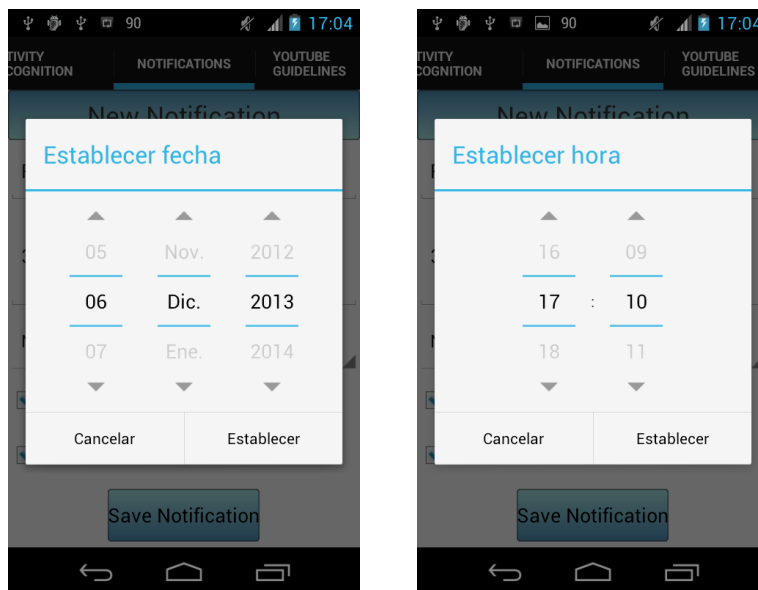 90 17:04
TIVITY
COGNITION
NOTIFICATIONS
YOUTUBE
GUIDELINES
New Notification
Establecer fecha
05 Nov. 2012
06 Dic. 2013
07 Ene. 2014
Cancelar Establecer
Save Notification
90 17:04
TIVITY
COGNITION
NOTIFICATIONS
YOUTUBE
GUIDELINES
New Notification
Establecer hora
16 09
17 : 10
18 11
Cancelar Establecer
Save Notification